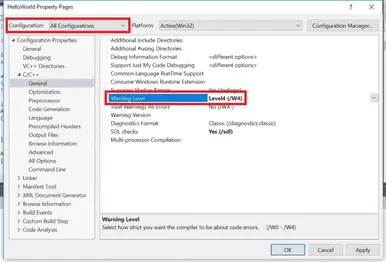 HelloWorld Property Pages
Configuration: All Configurations Platform: Active(Win32) Configuration Manager...
Configuration Properties
General
Debugging
VC++ Directories
C/C++
General
Optimization
Preprocessor
Code Generation
Language
Precompiled Headers
Output Files
Browse Information
Advanced
All Options
Command Line
Linker
Manifest Tool
XML Document Generator
Browse Information
Build Events
Custom Build Step
Code Analysis
Additional Include Directories
Additional #using Directories
Debug Information Format <different options>
Support Just My Code Debugging <different options>
Common Language RunTime Support
Consume Windows Runtime Extension
Suppress Startup Banner Yes (/nologo)
Warning Level Level4 (/W4)
Treat Warnings As Errors No (/WX-)
Warning Version
Diagnostics Format Classic (/diagnostics:classic)
SDL checks Yes (/sdl)
Multi-processor Compilation
Warning Level
Select how strict you want the compiler to be about code errors. (/W0 - /W4)
OK Cancel Apply